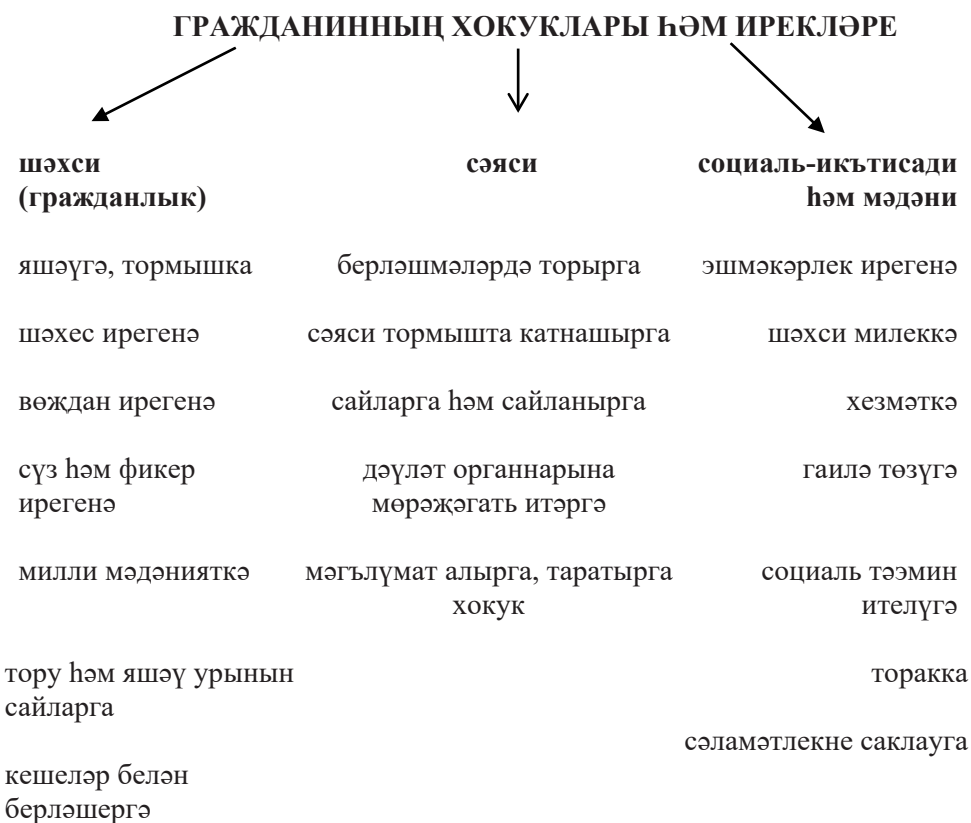 ГРАЖДАНИННЫҢ ХОКУКЛАРЫ ҺӘМ ИРЕКЛӘРЕ
шәхси
(гражданлык)
яшәүгә, тормышка
шәхес ирегенә
вөҗдан ирегенә
сүз һәм фикер
ирегенә
милли мәдәнияткә
тору һәм яшәү урынын
сайларга
кешеләр белән
берләшергә
сәяси
берләшмәләрдә торырга
сәяси тормышта катнашырга
сайларга һәм сайланырга
дәүләт органнарына
мөрәҗәгать итәргә
мәгълүмат алырга, таратырга
хокук
социаль-икътисади
һәм мәдәни
эшмәкәрлек ирегенә
шәхси милеккә
хезмәткә
гаилә төзүгә
социаль тәэмин
ителүгә
торакка
сәламәтлекне саклауга